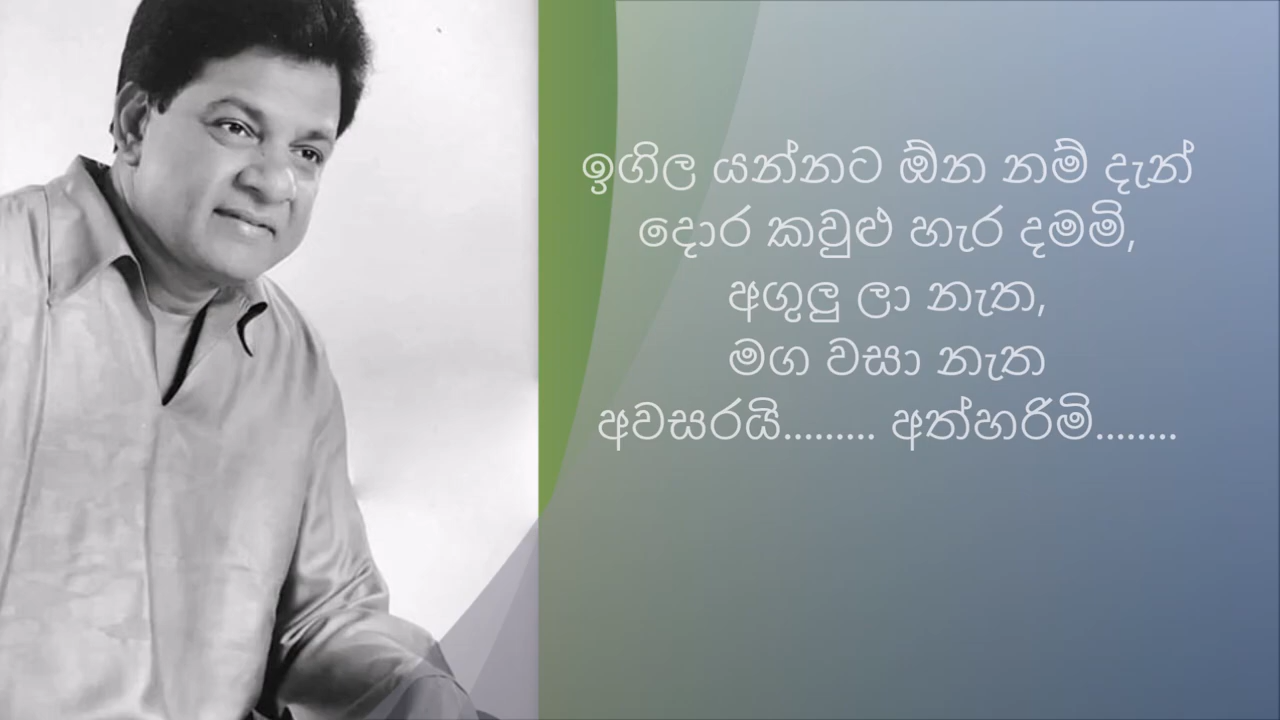 ඉගිල යන්නට ඕන නම් දැන්
දොර කවුළු හැර දමමි,
අගුලු ලා නැත,
මග වසා නැත
අවසරයි......... අත්හරිමි........